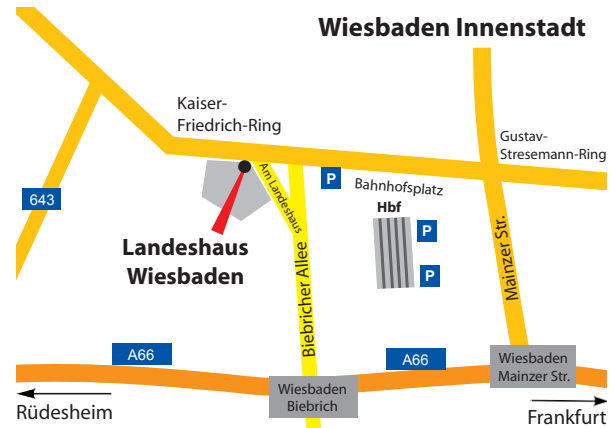 Wiesbaden Innenstadt
Kaiser-
Friedrich-Ring
Gustav-
Stresemann-Ring
Am Landeshaus
P
Bahnhofsplatz
643
Hbf
P
Landeshaus
Wiesbaden
P
Biebricher Allee
Mainzer Str.
A66
A66
Wiesbaden
Mainzer Str.
Wiesbaden
Biebrich
Rüdesheim
Frankfurt